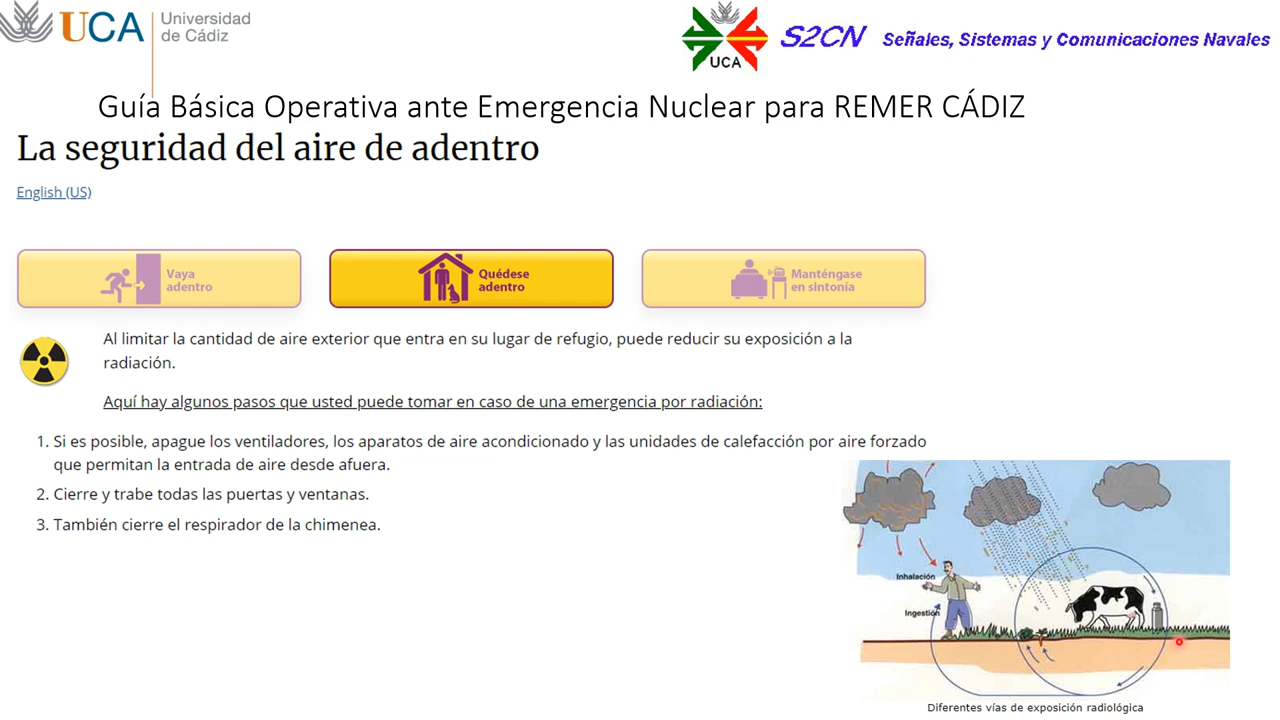 UCA
Universidad
de Cádiz
UCA
S2CN
Señales, Sistemas y Comunicaciones Navales
Guía Básica Operativa ante Emergencia Nuclear para REMER CÁDIZ
La seguridad del aire de adentro
English (US)
Vaya
adentro
Quédese
adentro
Manténgase
en sintonía
Al limitar la cantidad de aire exterior que entra en su lugar de refugio, puede reducir su exposición a la
radiación.
Aquí hay algunos pasos que usted puede tomar en caso de una emergencia por radiación:
1. Si es posible, apague los ventiladores, los aparatos de aire acondicionado y las unidades de calefacción por aire forzado
que permitan la entrada de aire desde afuera.
2. Cierre y trabe todas las puertas y ventanas.
3. También cierre el respirador de la chimenea.
Inhalación
Ingestión
Diferentes vías de exposición radiológica